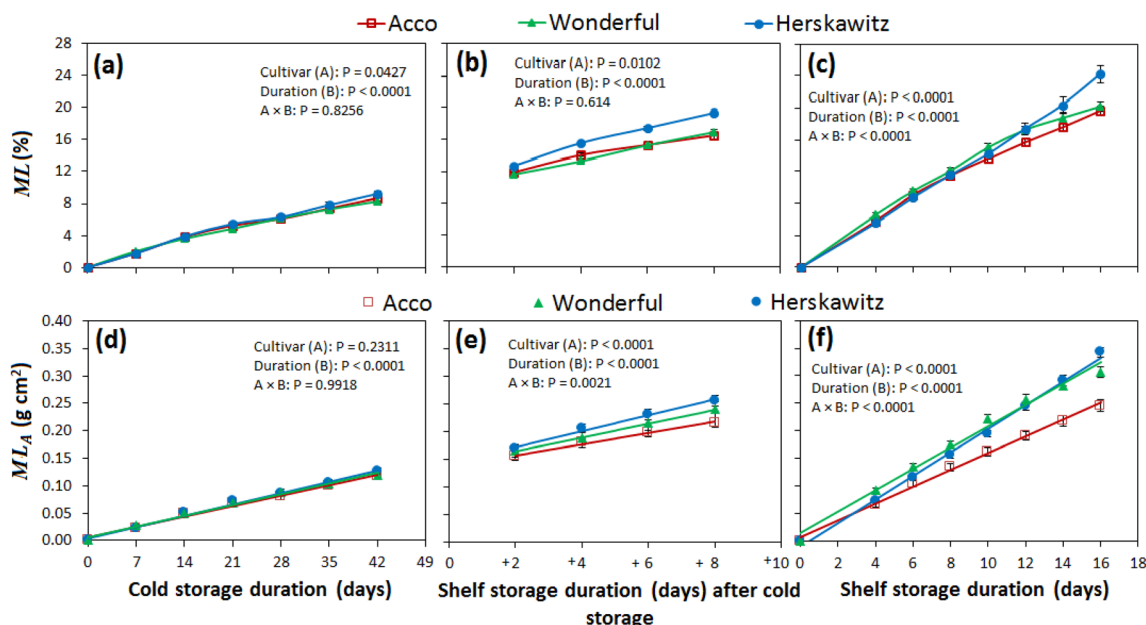 Acco Wonderful Herskawitz
28
24
20
16
12
8
4
0
ML (%)
(a)
Cultivar (A): P = 0.0427
Duration (B): P < 0.0001
A × B: P = 0.8256
(b)
Cultivar (A): P = 0.0102
Duration (B): P < 0.0001
A × B: P = 0.614
(c)
Cultivar (A): P < 0.0001
Duration (B): P < 0.0001
A × B: P < 0.0001
Acco Wonderful Herskawitz
0.40
0.35
0.30
0.25
0.20
0.15
0.10
0.05
0.00
MLA (g cm²)
(d)
Cultivar (A): P = 0.2311
Duration (B): P < 0.0001
A × B: P = 0.9918
0 7 14 21 28 35 42 49
Cold storage duration (days)
(e)
Cultivar (A): P < 0.0001
Duration (B): P < 0.0001
A × B: P = 0.0021
+ 2 + 4 + 6 + 8 +10
Shelf storage duration (days) after cold
storage
(f)
Cultivar (A): P < 0.0001
Duration (B): P < 0.0001
A × B: P < 0.0001
0 2 4 6 8 10 12 14 16 18
Shelf storage duration (days)